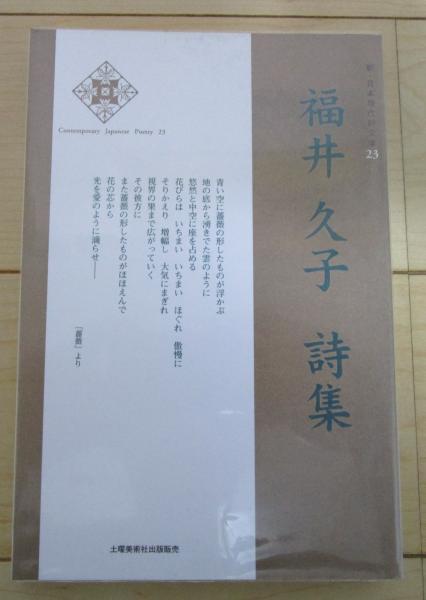 新・日本現代詩文庫
23
福井 久子 詩集
Contemporary Japanese Poetry 23
青い空に薔薇の形したものが浮かぶ
地の底から湧きでた雲のように
悠然と中空に座を占める
花びらは いちまい いちまい ほぐれ 傲慢に
そりかえり 増幅し 大気にまぎれ
視界の果まで広がっていく
その彼方に
また薔薇の形したものがほほえんで
花の芯から
光を愛のように滴らせ――
「薔薇」より
土曜美術社出版販売